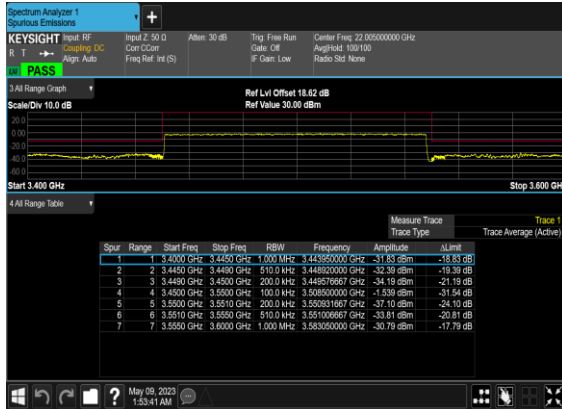 Spectrum Analyzer 1
Spurious Emissions
KEYSIGHT Input: RF Input Z: 50 Ω Atten: 30 dB Trig: Free Run Center Freq: 22.005000000 GHz
R T Coupling: DC Corr CCorr Gate: Off Avg|Hold: 100/100
Align: Auto Freq Ref: Int (S) IF Gain: Low Radio Std: None
LXI PASS
3 All Range Graph
Ref Lvl Offset 18.62 dB
Scale/Div 10.0 dB Ref Value 30.00 dBm
20.0
0.00
-20.0
-40.0
-60.0
Start 3.400 GHz Stop 3.600 GH
4 All Range Table
Measure Trace Trace 1
Trace Type Trace Average (Active)
Spur Range Start Freq Stop Freq RBW Frequency Amplitude ΔLimit
1 1 3.4000 GHz 3.4450 GHz 1.000 MHz 3.443950000 GHz -31.83 dBm -18.83 dB
2 2 3.4450 GHz 3.4490 GHz 510.0 kHz 3.448920000 GHz -32.39 dBm -19.39 dB
3 3 3.4490 GHz 3.4500 GHz 200.0 kHz 3.449576667 GHz -34.19 dBm -21.19 dB
4 4 3.4500 GHz 3.5500 GHz 100.0 kHz 3.508500000 GHz -1.539 dBm -31.54 dB
5 5 3.5500 GHz 3.5510 GHz 200.0 kHz 3.550931667 GHz -37.10 dBm -24.10 dB
6 6 3.5510 GHz 3.5550 GHz 510.0 kHz 3.551006667 GHz -33.81 dBm -20.81 dB
7 7 3.5550 GHz 3.6000 GHz 1.000 MHz 3.583050000 GHz -30.79 dBm -17.79 dB
May 09, 2023
1:53:41 AM